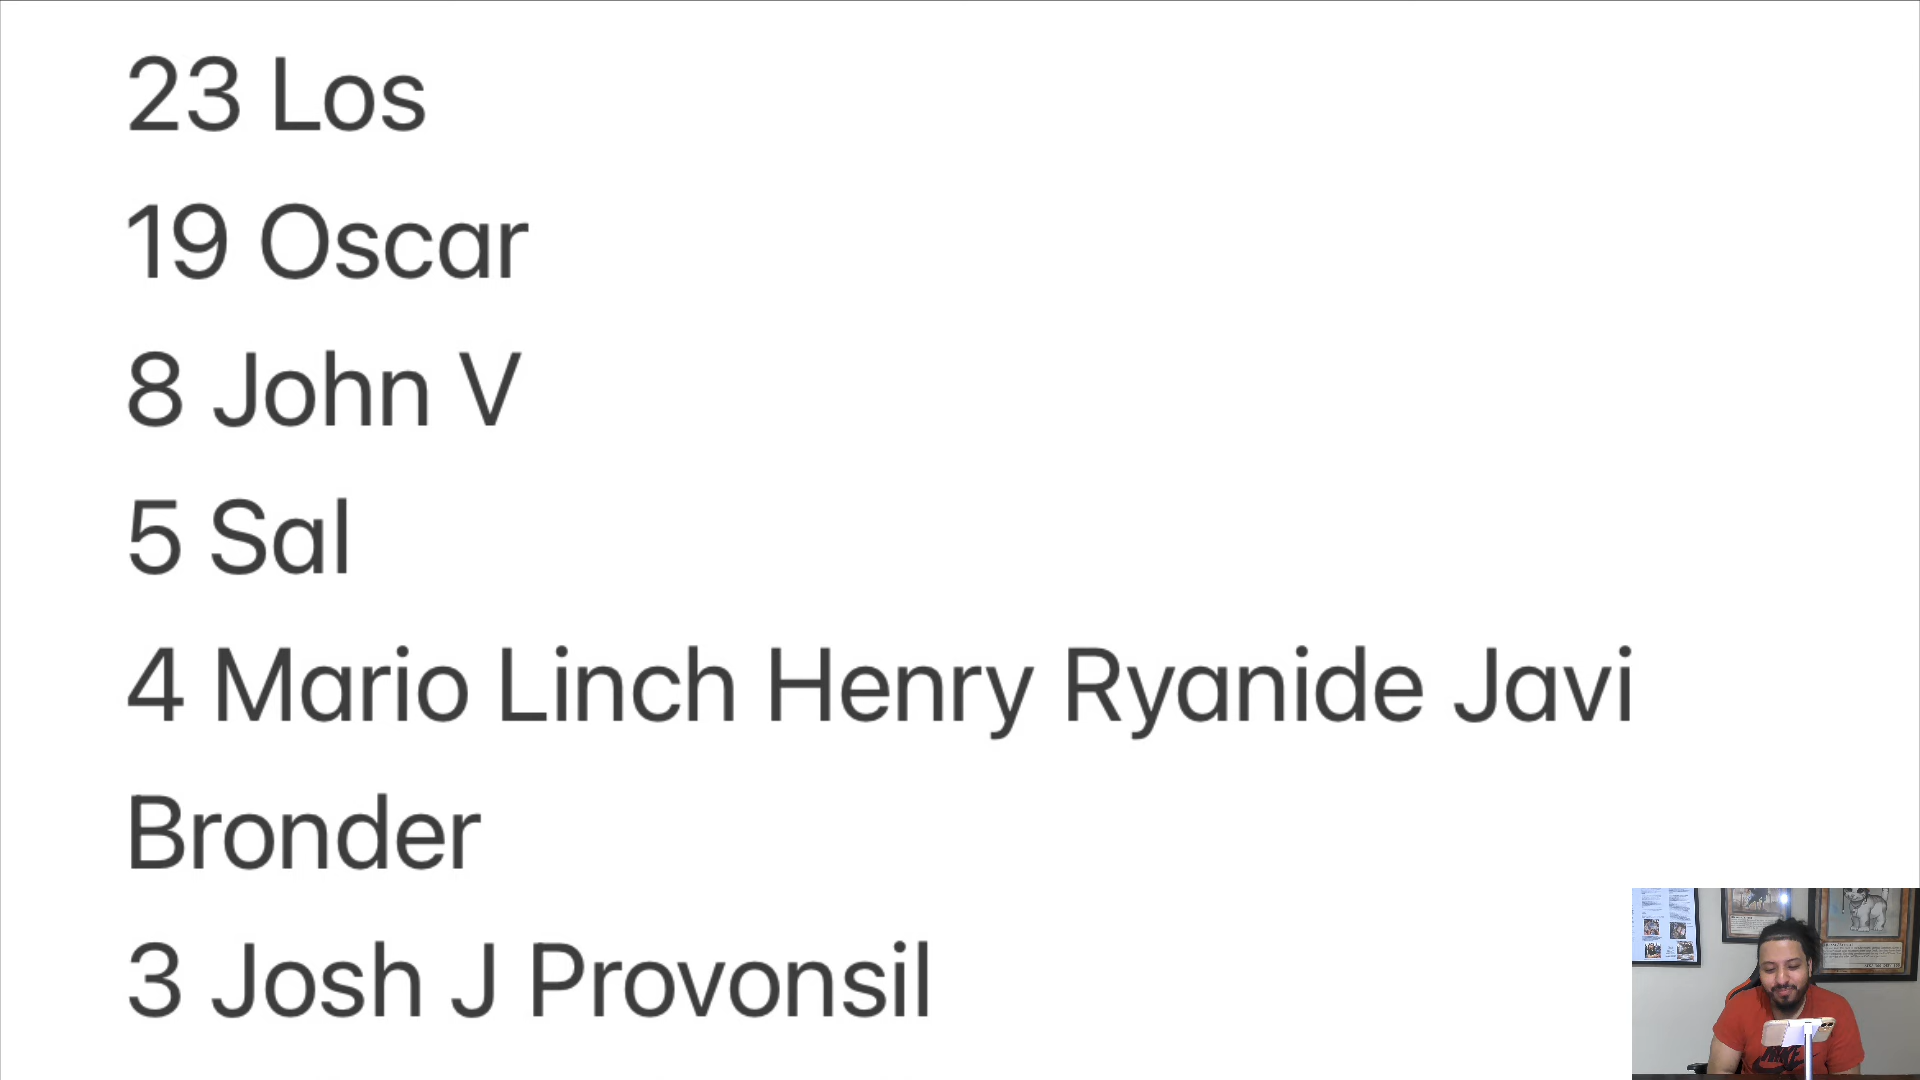 23 Los
19 Oscar
8 John V
5 Sal
4 Mario Linch Henry Ryanide Javi
Bronder
3 Josh J Provonsil